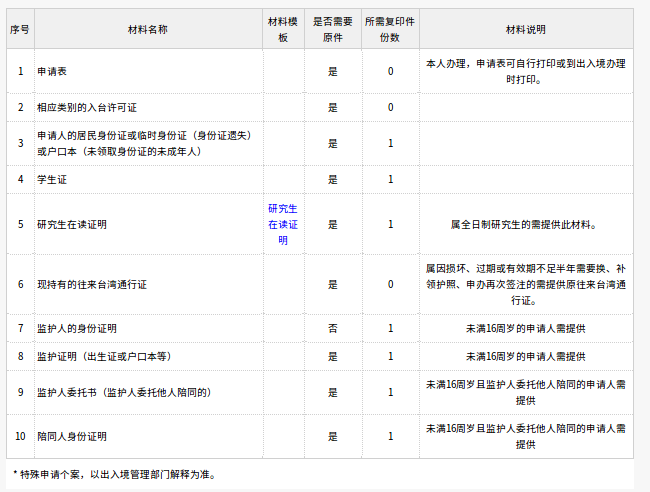 序号 材料名称 材料模板 是否需要原件 所需复印件份数 材料说明
1 申请表 是 0 本人办理，申请表可自行打印或到出入境办理时打印。
2 相应类别的入台许可证 是 0
3 申请人的居民身份证或临时身份证（身份证遗失）或户口本（未领取身份证的未成年人） 是 1
4 学生证 是 1
5 研究生在读证明 研究生在读证明 是 1 属全日制研究生的需提供此材料。
6 现持有的往来台湾通行证 是 0 属因损坏、过期或有效期不足半年需要换、补领护照、申办再次签注的需提供原往来台湾通行证。
7 监护人的身份证明 否 1 未满16周岁的申请人需提供
8 监护证明（出生证或户口本等） 是 1 未满16周岁的申请人需提供
9 监护人委托书（监护人委托他人陪同的） 是 1 未满16周岁且监护人委托他人陪同的申请人需提供
10 陪同人身份证明 是 1 未满16周岁且监护人委托他人陪同的申请人需提供
* 特殊申请个案，以出入境管理部门解释为准。